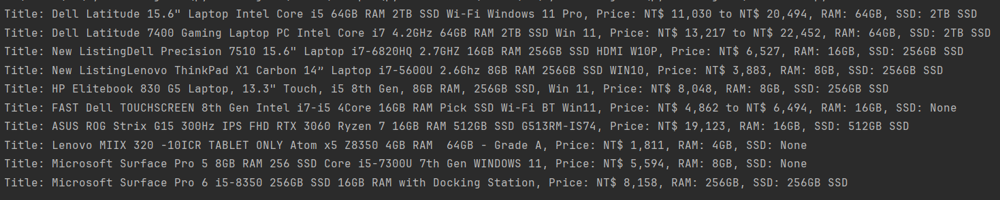 Title: Dell Latitude 15.6" Laptop Intel Core i5 64GB RAM 2TB SSD Wi-Fi Windows 11 Pro, Price: NT$ 11,030 to NT$ 20,494, RAM: 64GB, SSD: 2TB SSD
Title: Dell Latitude 7400 Gaming Laptop PC Intel Core i7 4.2GHz 64GB RAM 2TB SSD Win 11, Price: NT$ 13,217 to NT$ 22,452, RAM: 64GB, SSD: 2TB SSD
Title: New ListingDell Precision 7510 15.6" Laptop i7-6820HQ 2.7GHZ 16GB RAM 256GB SSD HDMI W10P, Price: NT$ 6,527, RAM: 16GB, SSD: 256GB SSD
Title: New ListingLenovo ThinkPad X1 Carbon 14” Laptop i7-5600U 2.6Ghz 8GB RAM 256GB SSD WIN10, Price: NT$ 3,883, RAM: 8GB, SSD: 256GB SSD
Title: HP Elitebook 830 G5 Laptop, 13.3" Touch, i5 8th Gen, 8GB RAM, 256GB SSD, Win 11, Price: NT$ 8,048, RAM: 8GB, SSD: 256GB SSD
Title: FAST Dell TOUCHSCREEN 8th Gen Intel i7-i5 4Core 16GB RAM Pick SSD Wi-Fi BT Win11, Price: NT$ 4,862 to NT$ 6,494, RAM: 16GB, SSD: None
Title: ASUS ROG Strix G15 300Hz IPS FHD RTX 3060 Ryzen 7 16GB RAM 512GB SSD G513RM-IS74, Price: NT$ 19,123, RAM: 16GB, SSD: 512GB SSD
Title: Lenovo MIIX 320 -10ICR TABLET ONLY Atom x5 Z8350 4GB RAM  64GB - Grade A, Price: NT$ 1,811, RAM: 4GB, SSD: None
Title: Microsoft Surface Pro 5 8GB RAM 256 SSD Core i5-7300U 7th Gen WINDOWS 11, Price: NT$ 5,594, RAM: 8GB, SSD: None
Title: Microsoft Surface Pro 6 i5-8350 256GB SSD 16GB RAM with Docking Station, Price: NT$ 8,158, RAM: 256GB, SSD: 256GB SSD